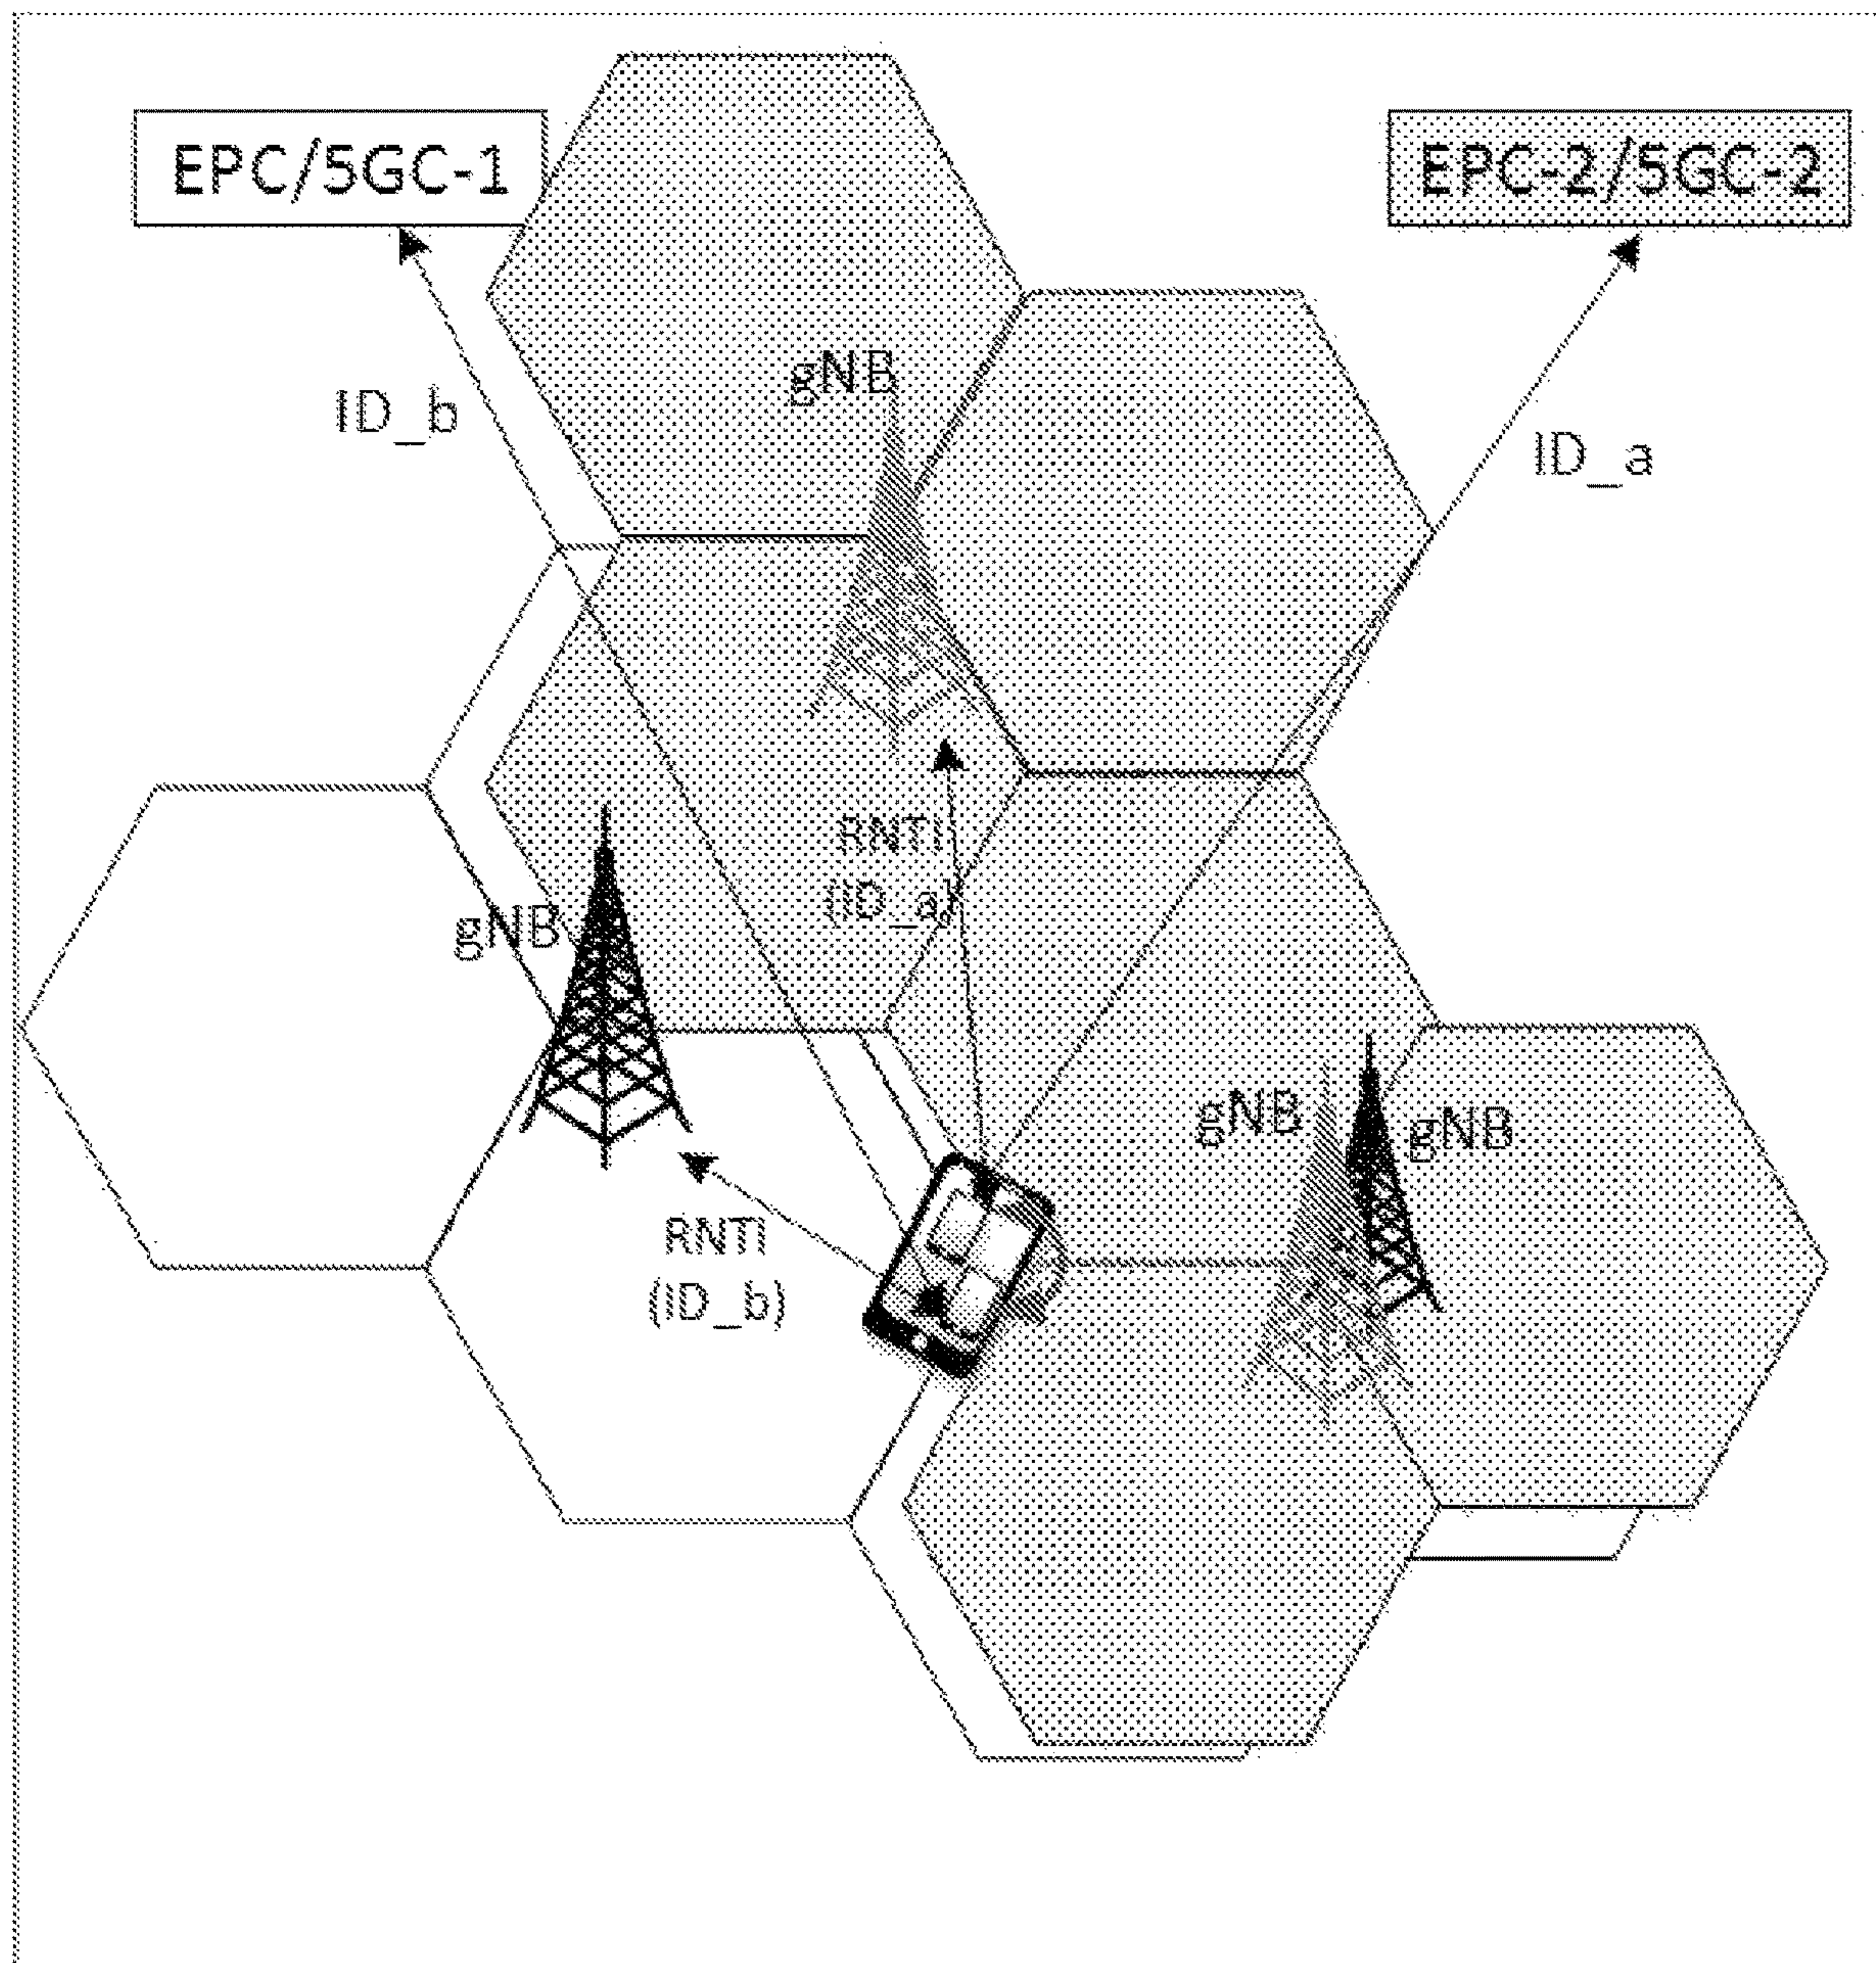 EPC/5GC-1
EPC-2/5GC-2
gNB
ID_b
ID_a
RNTI
(ID_a)
gNB
gNB
gNB
RNTI
(ID_b)